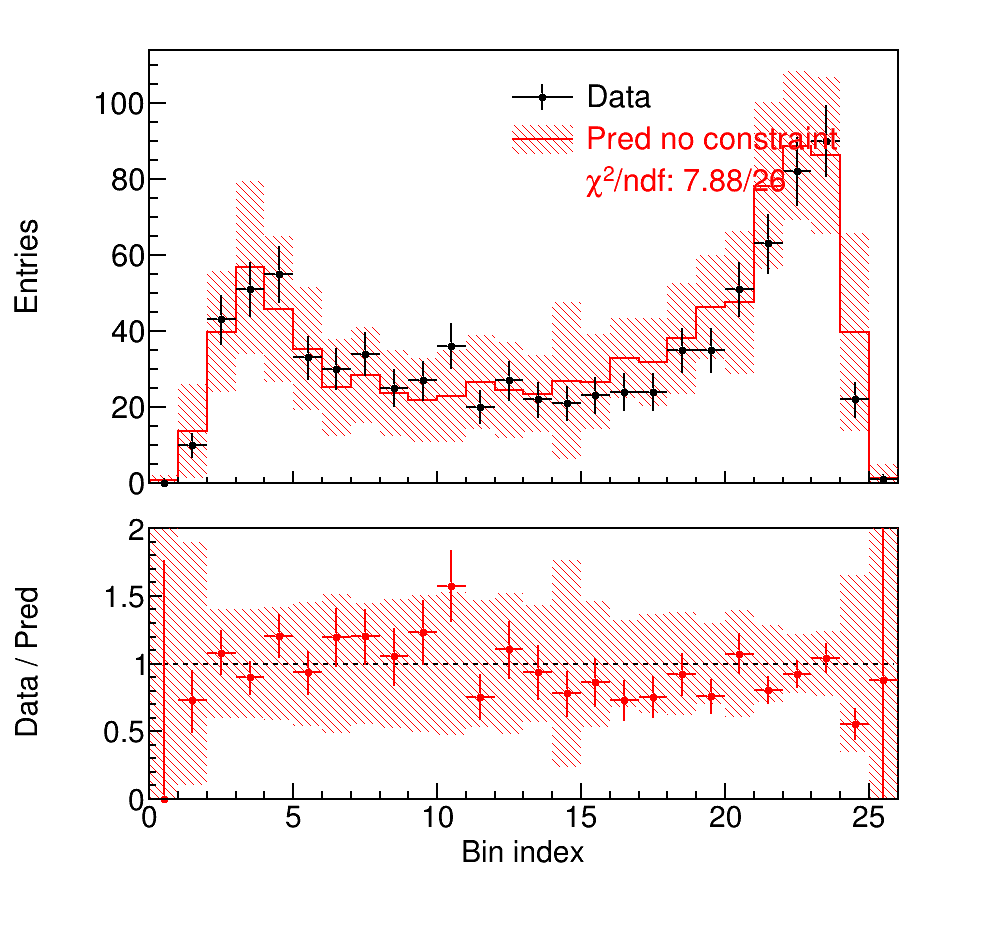 100
80
60
40
20
0
Entries
Data
Pred no constraint
χ²/ndf: 7.88/26
2
1.5
1
0.5
0
Data / Pred
0 5 10 15 20 25
Bin index